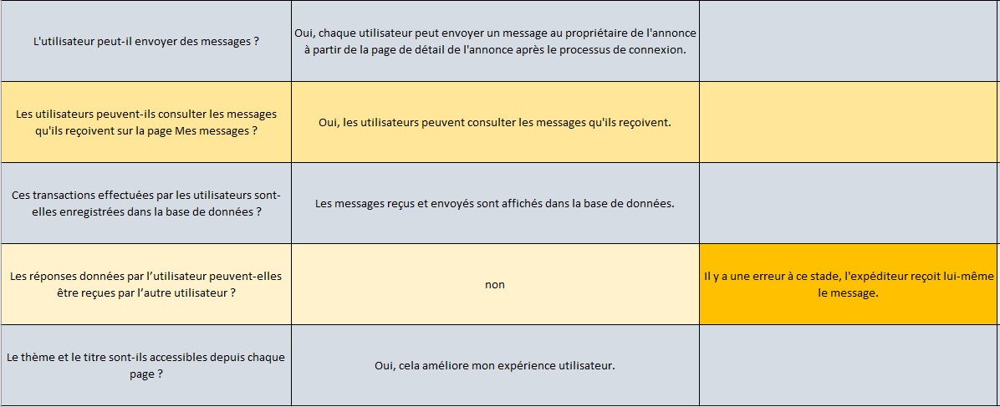 L'utilisateur peut-il envoyer des messages ?
Oui, chaque utilisateur peut envoyer un message au propriétaire de l'annonce
à partir de la page de détail de l'annonce après le processus de connexion.
Les utilisateurs peuvent-ils consulter les messages
qu'ils reçoivent sur la page Mes messages ?
Oui, les utilisateurs peuvent consulter les messages qu'ils reçoivent.
Ces transactions effectuées par les utilisateurs sont-
elles enregistrées dans la base de données ?
Les messages reçus et envoyés sont affichés dans la base de données.
Les réponses données par l’utilisateur peuvent-elles
être reçues par l’autre utilisateur ?
non
Il y a une erreur à ce stade, l'expéditeur reçoit lui-même
le message.
Le thème et le titre sont-ils accessibles depuis chaque
page ?
Oui, cela améliore mon expérience utilisateur.